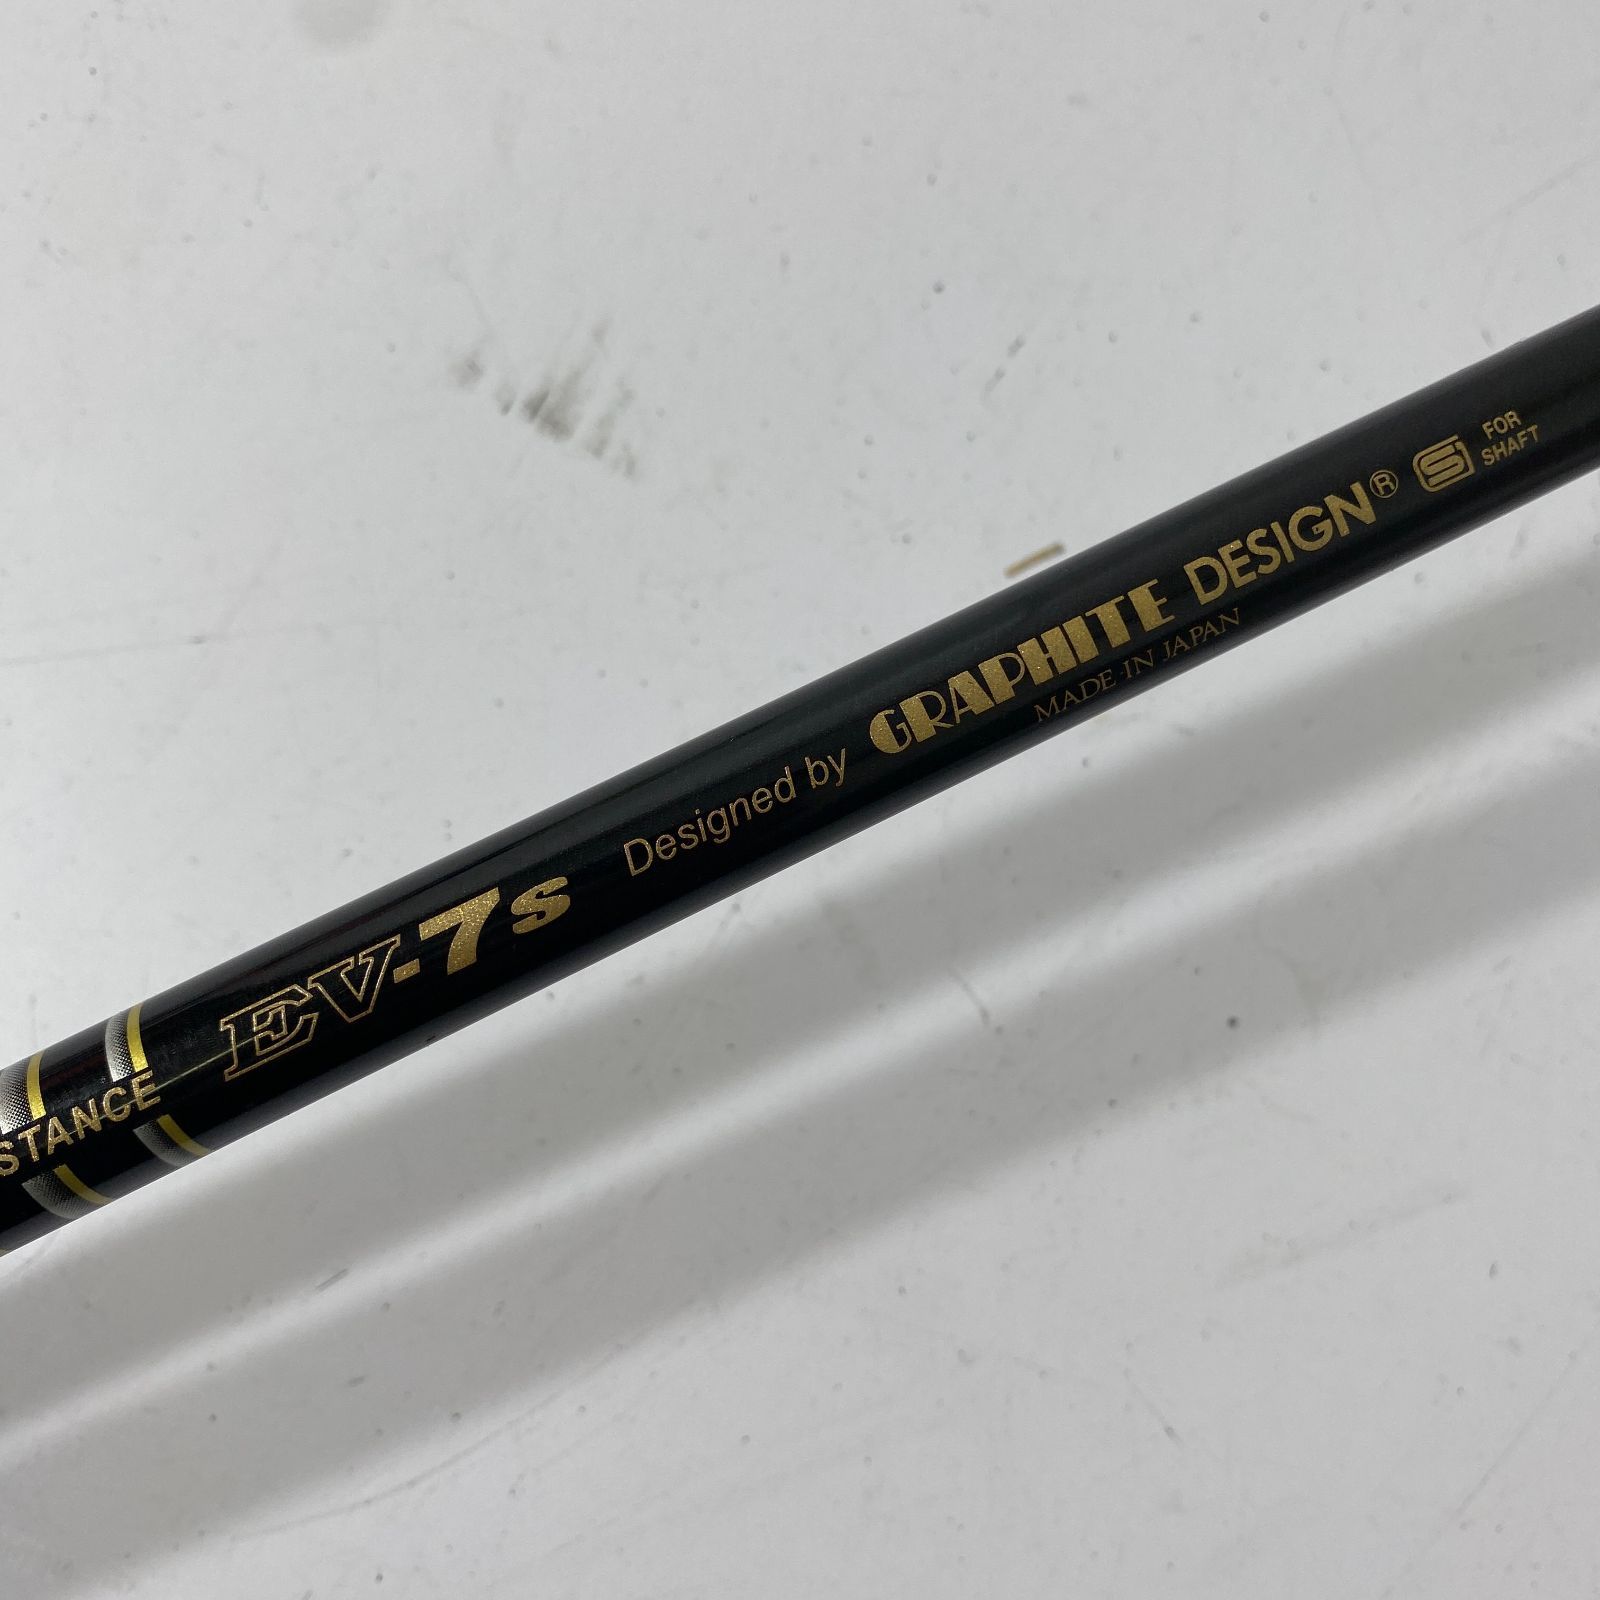 STANCE
EV-7s
Designed by GRAPHITE DESIGN®
MADE IN JAPAN
FOR
SHAFT